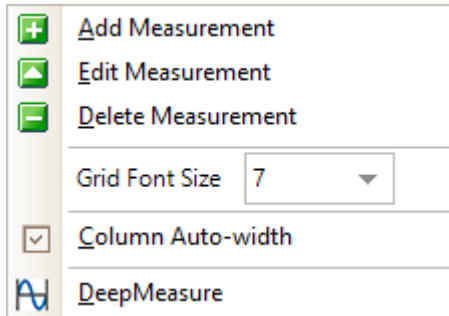 Add Measurement
Edit Measurement
Delete Measurement
Grid Font Size 7
Column Auto-width
DeepMeasure